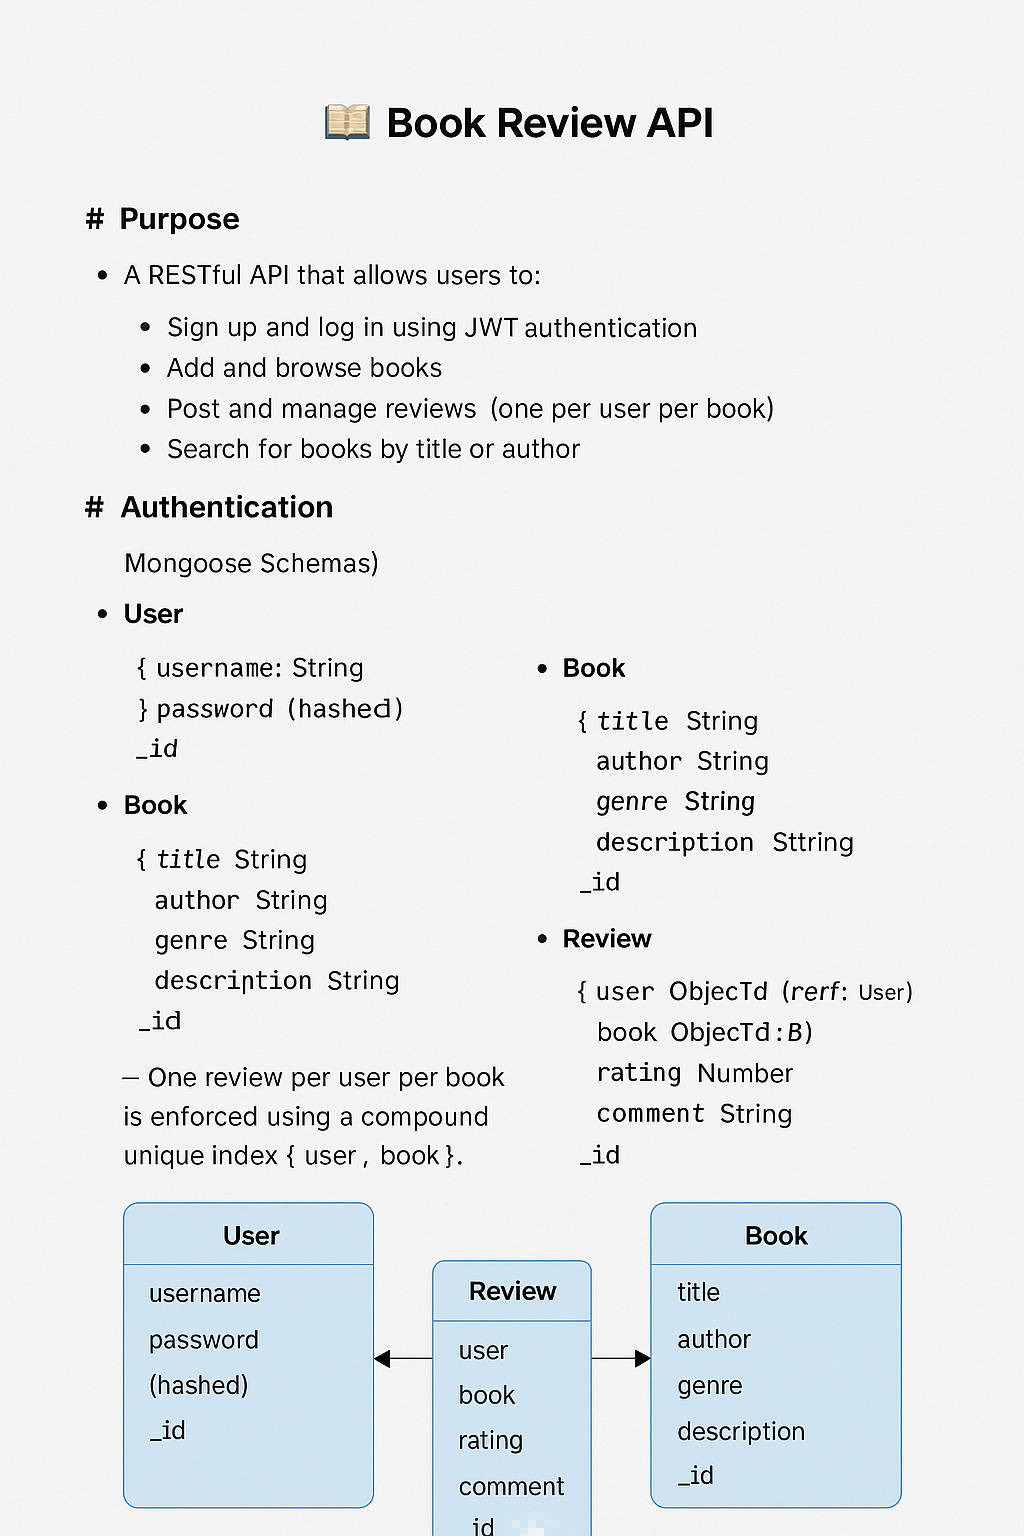 📖 Book Review API
# Purpose
• A RESTful API that allows users to:
• Sign up and log in using JWT authentication
• Add and browse books
• Post and manage reviews (one per user per book)
• Search for books by title or author
# Authentication
Mongoose Schemas)
• User
{ username: String
} password (hashed)
_id
• Book
{ title String
author String
genre String
description String
_id
— One review per user per book
is enforced using a compound
unique index { user , book }.
• Book
{ title String
author String
genre String
description Sttring
_id
• Review
{ user ObjecTd (rerf: User)
book ObjecTd:B)
rating Number
comment String
_id
User
username
password
(hashed)
_id
Review
user
book
rating
comment
_id
Book
title
author
genre
description
_id